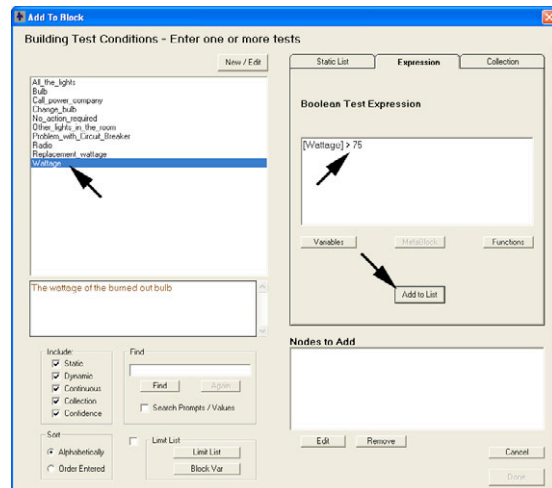 Add To Block
Building Test Conditions - Enter one or more tests
New / Edit
All_the_lights
Bulb
Call_power_company
Change_bulb
No_action_required
Other_lights_in_the_room
Problem_with_Circuit_Breaker
Radio
Replacement_wattage
Wattage
The wattage of the burned out bulb
Include:
Static
Dynamic
Continuous
Collection
Confidence
Find
Find
Again
Search Prompts / Values
Sort
Alphabetically
Order Entered
Limit List
Limit List
Block Var
Static List
Expression
Collection
Boolean Test Expression
[Wattage] > 75
Variables
MetaBlock
Functions
Add to List
Nodes to Add
Edit
Remove
Cancel
Done